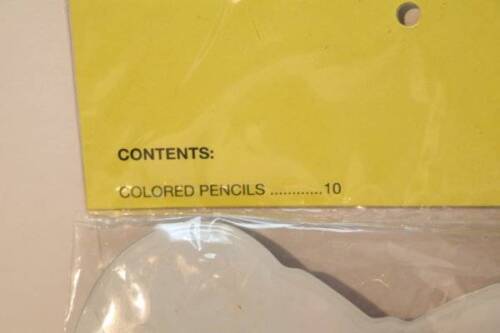 CONTENTS:
COLORED PENCILS ............10